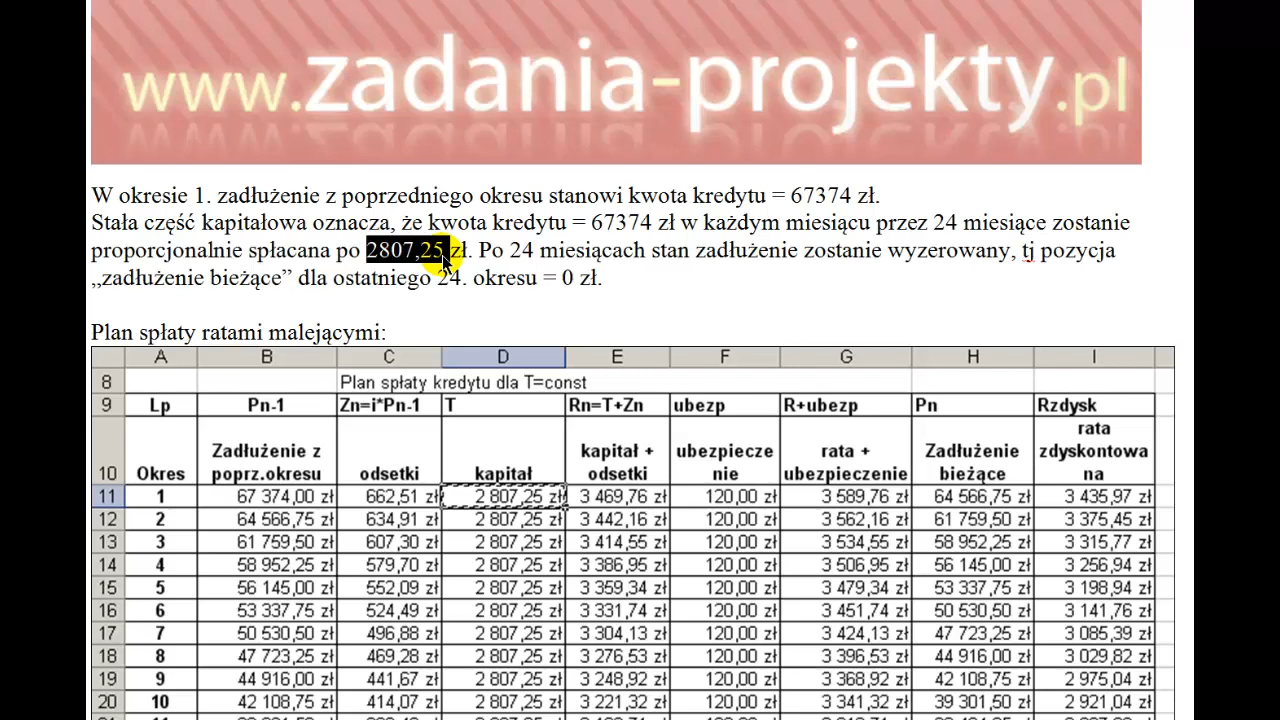 www.zadania-projekty.pl
W okresie 1. zadłużenie z poprzedniego okresu stanowi kwota kredytu = 67374 zł.
Stała część kapitałowa oznacza, że kwota kredytu = 67374 zł w każdym miesiącu przez 24 miesiące zostanie
proporcjonalnie spłacana po 2807,25 zł. Po 24 miesiącach stan zadłużenie zostanie wyzerowany, tj pozycja
„zadłużenie bieżące” dla ostatniego 24. okresu = 0 zł.
Plan spłaty ratami malejącymi:
A B C D E F G H I
8 Plan spłaty kredytu dla T=const
9 Lp Pn-1 Zn=i*Pn-1 T Rn=T+Zn ubezp R+ubezp Pn Rzdysk
rata
Zadłużenie z kapitał + ubezpiecze rata + Zadłużenie zdyskontowa
10 Okres poprz.okresu odsetki kapitał odsetki nie ubezpieczenie bieżące na
11 1 67 374,00 zł 662,51 zł 2 807,25 zł 3 469,76 zł 120,00 zł 3 589,76 zł 64 566,75 zł 3 435,97 zł
12 2 64 566,75 zł 634,91 zł 2 807,25 zł 3 442,16 zł 120,00 zł 3 562,16 zł 61 759,50 zł 3 375,45 zł
13 3 61 759,50 zł 607,30 zł 2 807,25 zł 3 414,55 zł 120,00 zł 3 534,55 zł 58 952,25 zł 3 315,77 zł
14 4 58 952,25 zł 579,70 zł 2 807,25 zł 3 386,95 zł 120,00 zł 3 506,95 zł 56 145,00 zł 3 256,94 zł
15 5 56 145,00 zł 552,09 zł 2 807,25 zł 3 359,34 zł 120,00 zł 3 479,34 zł 53 337,75 zł 3 198,94 zł
16 6 53 337,75 zł 524,49 zł 2 807,25 zł 3 331,74 zł 120,00 zł 3 451,74 zł 50 530,50 zł 3 141,76 zł
17 7 50 530,50 zł 496,88 zł 2 807,25 zł 3 304,13 zł 120,00 zł 3 424,13 zł 47 723,25 zł 3 085,39 zł
18 8 47 723,25 zł 469,28 zł 2 807,25 zł 3 276,53 zł 120,00 zł 3 396,53 zł 44 916,00 zł 3 029,82 zł
19 9 44 916,00 zł 441,67 zł 2 807,25 zł 3 248,92 zł 120,00 zł 3 368,92 zł 42 108,75 zł 2 975,04 zł
20 10 42 108,75 zł 414,07 zł 2 807,25 zł 3 221,32 zł 120,00 zł 3 341,32 zł 39 301,50 zł 2 921,04 zł